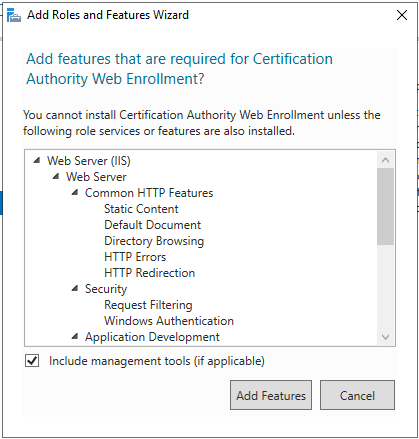 Add Roles and Features Wizard
Add features that are required for Certification
Authority Web Enrollment?
You cannot install Certification Authority Web Enrollment unless the
following role services or features are also installed.
Web Server (IIS)
Web Server
Common HTTP Features
Static Content
Default Document
Directory Browsing
HTTP Errors
HTTP Redirection
Security
Request Filtering
Windows Authentication
Application Development
Include management tools (if applicable)
Add Features
Cancel